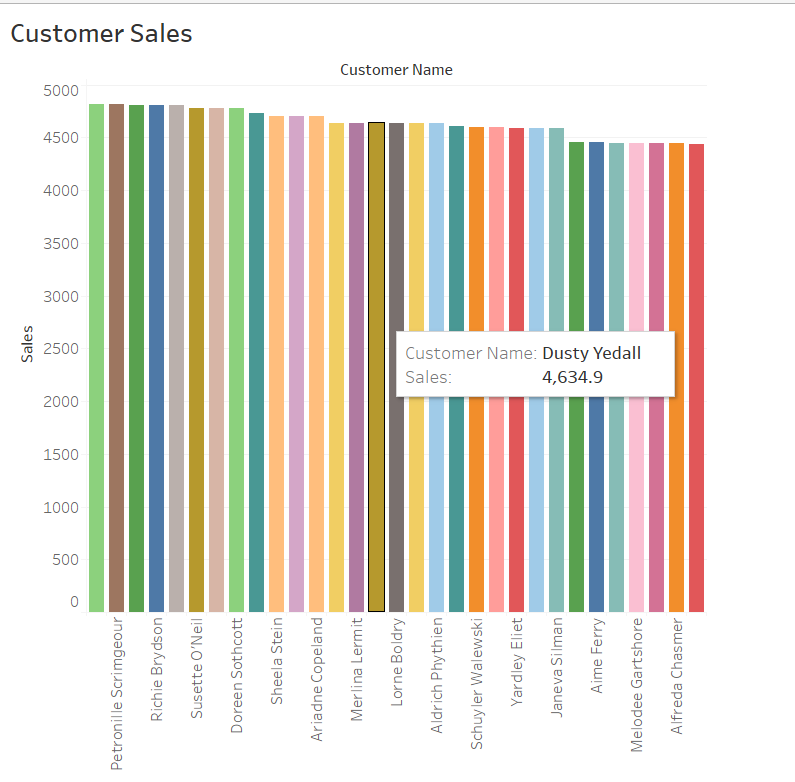 Customer Sales
Customer Name
5000
4500
4000
3500
3000
2500
2000
1500
1000
500
0
Sales
Customer Name: Dusty Yedall
Sales: 4,634.9
Petronille Scrimgeour
Richie Brydson
Susette O'Neil
Doreen Sothcott
Sheela Stein
Ariadne Copeland
Merlina Lermit
Lorne Boldry
Aldrich Phythien
Schuyler Walewski
Yardley Eliet
Janeva Silman
Aime Ferry
Melodee Gartshore
Alfreda Chasmer